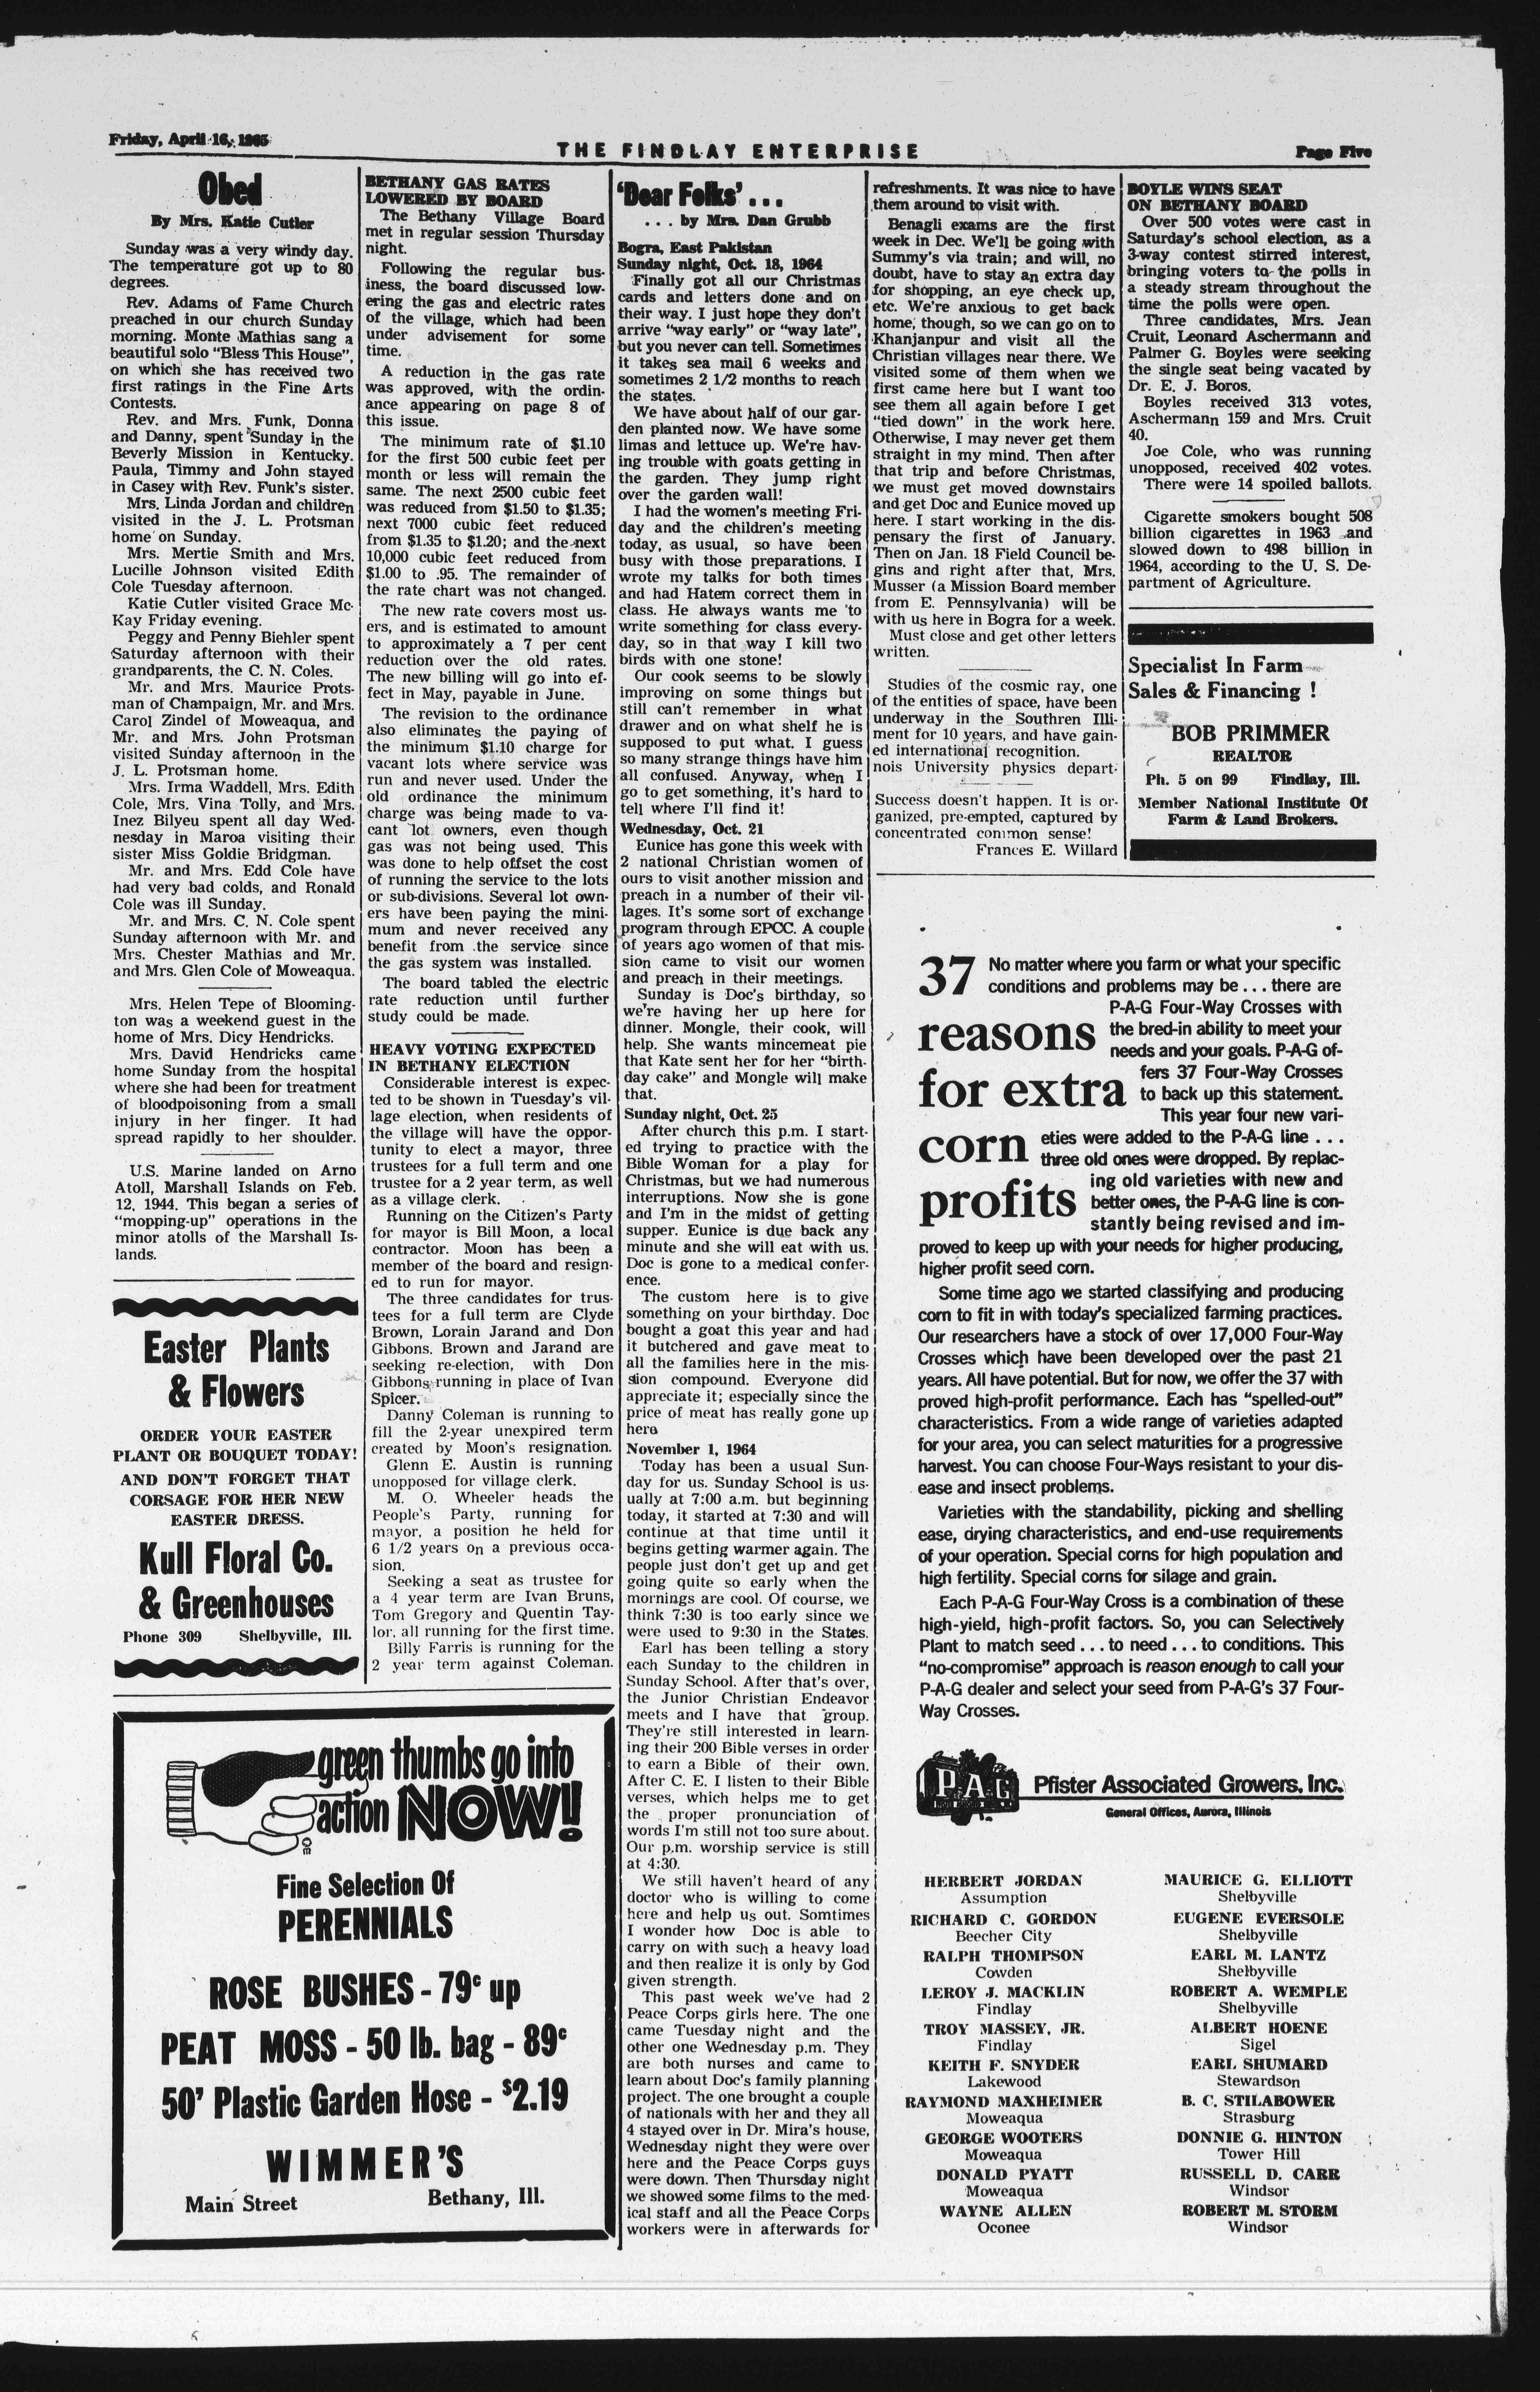 Friday, April 16, 1965
THE FINDLAY ENTERPRISE
Page Five
Obed
By Mrs. Katie Cutler
Sunday was a very windy day.
The temperature got up to 80
degrees.
Rev. Adams of Fame Church
preached in our church Sunday
morning. Monte Mathias sang a
beautiful solo "Bless This House",
on which she has received two
first ratings in the Fine Arts
Contests.
Rev. and Mrs. Funk, Donna
and Danny, spent Sunday in the
Beverly Mission in Kentucky.
Paula, Timmy and John stayed
in Casey with Rev. Funk's sister.
Mrs. Linda Jordan and children
visited in the J. L. Protsman
home on Sunday.
Mrs. Mertie Smith and Mrs.
Lucille Johnson visited Edith
Cole Tuesday afternoon.
Katie Cutler visited Grace Mc-
Kay Friday evening.
Peggy and Penny Biehler spent
Saturday afternoon with their
grandparents, the C. N. Coles.
Mr. and Mrs. Maurice Prots-
man of Champaign, Mr. and Mrs.
Carol Zindel of Moweaqua, and
Mr. and Mrs. John Protsman
visited Sunday afternoon in the
J. L. Protsman home.
Mrs. Irma Waddell, Mrs. Edith
Cole, Mrs. Vina Tolly, and Mrs.
Inez Bilyeu spent all day Wed-
nesday in Maroa visiting their
sister Miss Goldie Bridgman.
Mr. and Mrs. Edd Cole have
had very bad colds, and Ronald
Cole was ill Sunday.
Mr. and Mrs. C. N. Cole spent
Sunday afternoon with Mr. and
Mrs. Chester Mathias and Mr.
and Mrs. Glen Cole of Moweaqua.
Mrs. Helen Tepe of Blooming-
ton was a weekend guest in the
home of Mrs. Dicy Hendricks.
Mrs. David Hendricks came
home Sunday from the hospital
where she had been for treatment
of bloodpoisoning from a small
injury in her finger. It had
spread rapidly to her shoulder.
U.S. Marine landed on Arno
Atoll, Marshall Islands on Feb.
12, 1944. This began a series of
"mopping-up" operations in the
minor atolls of the Marshall Is-
lands.
Easter Plants
& Flowers
ORDER YOUR EASTER
PLANT OR BOUQUET TODAY!
AND DON'T FORGET THAT
CORSAGE FOR HER NEW
EASTER DRESS.
Kull Floral Co.
& Greenhouses
Phone 309 Shelbyville, Ill.
BETHANY GAS RATES
LOWERED BY BOARD
The Bethany Village Board
met in regular session Thursday
night.
Following the regular bus-
iness, the board discussed low-
ering the gas and electric rates
of the village, which had been
under advisement for some
time.
A reduction in the gas rate
was approved, with the ordin-
ance appearing on page 8 of
this issue.
The minimum rate of $1.10
for the first 500 cubic feet per
month or less will remain the
same. The next 2500 cubic feet
was reduced from $1.50 to $1.35;
next 7000 cubic feet reduced
from $1.35 to $1.20; and the next
10,000 cubic feet reduced from
$1.00 to .95. The remainder of
the rate chart was not changed.
The new rate covers most us-
ers, and is estimated to amount
to approximately a 7 per cent
reduction over the old rates.
The new billing will go into ef-
fect in May, payable in June.
The revision to the ordinance
also eliminates the paying of
the minimum $1.10 charge for
vacant lots where service was
run and never used. Under the
old ordinance the minimum
charge was being made to va-
cant lot owners, even though
gas was not being used. This
was done to help offset the cost
of running the service to the lots
or sub-divisions. Several lot own-
ers have been paying the mini-
mum and never received any
benefit from the service since
the gas system was installed.
The board tabled the electric
rate reduction until further
study could be made.
HEAVY VOTING EXPECTED
IN BETHANY ELECTION
Considerable interest is expec-
ted to be shown in Tuesday's vil-
lage election, when residents of
the village will have the oppor-
tunity to elect a mayor, three
trustees for a full term and one
trustee for a 2 year term, as well
as a village clerk.
Running on the Citizen's Party
for mayor is Bill Moon, a local
contractor. Moon has been a
member of the board and resign-
ed to run for mayor.
The three candidates for trus-
tees for a full term are Clyde
Brown, Lorain Jarand and Don
Gibbons. Brown and Jarand are
seeking re-election, with Don
Gibbons running in place of Ivan
Spicer.
Danny Coleman is running to
fill the 2-year unexpired term
created by Moon's resignation.
Glenn E. Austin is running
unopposed for village clerk.
M. O. Wheeler heads the
People's Party, running for
mayor, a position he held for
6 1/2 years on a previous occa-
sion.
Seeking a seat as trustee for
a 4 year term are Ivan Bruns,
Tom Gregory and Quentin Tay-
lor, all running for the first time.
Billy Farris is running for the
2 year term against Coleman.
green thumbs go into
action NOW!!
Fine Selection Of
PERENNIALS
ROSE BUSHES - 79c up
PEAT MOSS - 50 lb. bag - 89c
50' Plastic Garden Hose - $2.19
WIMMER'S
Main Street Bethany, Ill.
'Dear Folks' ...
... by Mrs. Dan Grubb
Bogra, East Pakistan
Sunday night, Oct. 18, 1964
Finally got all our Christmas
cards and letters done and on
their way. I just hope they don't
arrive "way early" or "way late",
but you never can tell. Sometimes
it takes sea mail 6 weeks and
sometimes 2 1/2 months to reach
the states.
We have about half of our gar-
den planted now. We have some
limas and lettuce up. We're hav-
ing trouble with goats getting in
the garden. They jump right
over the garden wall!
I had the women's meeting Fri-
day and the children's meeting
today, as usual, so have been
busy with those preparations. I
wrote my talks for both times
and had Hatem correct them in
class. He always wants me to
write something for class every-
day, so in that way I kill two
birds with one stone!
Our cook seems to be slowly
improving on some things but
still can't remember in what
drawer and on what shelf he is
supposed to put what. I guess
so many strange things have him
all confused. Anyway, when I
go to get something, it's hard to
tell where I'll find it!
Wednesday, Oct. 21
Eunice has gone this week with
2 national Christian women of
ours to visit another mission and
preach in a number of their vil-
lages. It's some sort of exchange
program through EPCC. A couple
of years ago women of that mis-
sion came to visit our women
and preach in their meetings.
Sunday is Doc's birthday, so
we're having her up here for
dinner. Mongle, their cook, will
help. She wants mincemeat pie
that Kate sent her for her "birth-
day cake" and Mongle will make
that.
Sunday night, Oct. 25
After church this p.m. I start-
ed trying to practice with the
Bible Woman for a play for
Christmas, but we had numerous
interruptions. Now she is gone
and I'm in the midst of getting
supper. Eunice is due back any
minute and she will eat with us.
Doc is gone to a medical confer-
ence.
The custom here is to give
something on your birthday. Doc
bought a goat this year and had
it butchered and gave meat to
all the families here in the mis-
sion compound. Everyone did
appreciate it; especially since the
price of meat has really gone up
here
November 1, 1964
Today has been a usual Sun-
day for us. Sunday School is us-
ually at 7:00 a.m. but beginning
today, it started at 7:30 and will
continue at that time until it
begins getting warmer again. The
people just don't get up and get
going quite so early when the
mornings are cool. Of course, we
think 7:30 is too early since we
were used to 9:30 in the States.
Earl has been telling a story
each Sunday to the children in
Sunday School. After that's over,
the Junior Christian Endeavor
meets and I have that group.
They're still interested in learn-
ing their 200 Bible verses in order
to earn a Bible of their own.
After C. E. I listen to their Bible
verses, which helps me to get
the proper pronunciation of
words I'm still not too sure about.
Our p.m. worship service is still
at 4:30.
We still haven't heard of any
doctor who is willing to come
here and help us out. Somtimes
I wonder how Doc is able to
carry on with such a heavy load
and then realize it is only by God
given strength.
This past week we've had 2
Peace Corps girls here. The one
came Tuesday night and the
other one Wednesday p.m. They
are both nurses and came to
learn about Doc's family planning
project. The one brought a couple
of nationals with her and they all
4 stayed over in Dr. Mira's house,
Wednesday night they were over
here and the Peace Corps guys
were down. Then Thursday night
we showed some films to the med-
ical staff and all the Peace Corps
workers were in afterwards for
refreshments. It was nice to have
them around to visit with.
Benagli exams are the first
week in Dec. We'll be going with
Summy's via train; and will, no
doubt, have to stay an extra day
for shopping, an eye check up,
etc. We're anxious to get back
home, though, so we can go on to
Khanjanpur and visit all the
Christian villages near there. We
visited some of them when we
first came here but I want too
see them all again before I get
"tied down" in the work here.
Otherwise, I may never get them
straight in my mind. Then after
that trip and before Christmas,
we must get moved downstairs
and get Doc and Eunice moved up
here. I start working in the dis-
pensary the first of January.
Then on Jan. 18 Field Council be-
gins and right after that, Mrs.
Musser (a Mission Board member
from E. Pennsylvania) will be
with us here in Bogra for a week.
Must close and get other letters
written.
Studies of the cosmic ray, one
of the entities of space, have been
underway in the Southren Illi-
ment for 10 years, and have gain-
ed international recognition.
nois University physics depart-
Success doesn't happen. It is or-
ganized, pre-empted, captured by
concentrated common sense!
Frances E. Willard
BOYLE WINS SEAT
ON BETHANY BOARD
Over 500 votes were cast in
Saturday's school election, as a
3-way contest stirred interest,
bringing voters to the polls in
a steady stream throughout the
time the polls were open.
Three candidates, Mrs. Jean
Cruit, Leonard Aschermann and
Palmer G. Boyles were seeking
the single seat being vacated by
Dr. E. J. Boros.
Boyles received 313 votes,
Aschermann 159 and Mrs. Cruit
40.
Joe Cole, who was running
unopposed, received 402 votes.
There were 14 spoiled ballots.
Cigarette smokers bought 508
billion cigarettes in 1963 and
slowed down to 498 billion in
1964, according to the U. S. De-
partment of Agriculture.
Specialist In Farm
Sales & Financing !
BOB PRIMMER
REALTOR
Ph. 5 on 99 Findlay, Ill.
Member National Institute Of
Farm & Land Brokers.
37
reasons
for extra
corn
profits
No matter where you farm or what your specific
conditions and problems may be ... there are
P-A-G Four-Way Crosses with
the bred-in ability to meet your
needs and your goals. P-A-G of-
fers 37 Four-Way Crosses
to back up this statement.
This year four new vari-
eties were added to the P-A-G line ...
three old ones were dropped. By replac-
ing old varieties with new and
better ones, the P-A-G line is con-
stantly being revised and im-
proved to keep up with your needs for higher producing,
higher profit seed corn.
Some time ago we started classifying and producing
corn to fit in with today's specialized farming practices.
Our researchers have a stock of over 17,000 Four-Way
Crosses which have been developed over the past 21
years. All have potential. But for now, we offer the 37 with
proved high-profit performance. Each has "spelled-out"
characteristics. From a wide range of varieties adapted
for your area, you can select maturities for a progressive
harvest. You can choose Four-Ways resistant to your dis-
ease and insect problems.
Varieties with the standability, picking and shelling
ease, drying characteristics, and end-use requirements
of your operation. Special corns for high population and
high fertility. Special corns for silage and grain.
Each P-A-G Four-Way Cross is a combination of these
high-yield, high-profit factors. So, you can Selectively
Plant to match seed ... to need ... to conditions. This
"no-compromise" approach is reason enough to call your
P-A-G dealer and select your seed from P-A-G's 37 Four-
Way Crosses.
P-A-G
Pfister Associated Growers, Inc.
General Offices, Aurora, Illinois
HERBERT JORDAN
Assumption
RICHARD C. GORDON
Beecher City
RALPH THOMPSON
Cowden
LEROY J. MACKLIN
Findlay
TROY MASSEY, JR.
Findlay
KEITH F. SNYDER
Lakewood
RAYMOND MAXHEIMER
Moweaqua
GEORGE WOOTERS
Moweaqua
DONALD PYATT
Moweaqua
WAYNE ALLEN
Oconee
MAURICE G. ELLIOTT
Shelbyville
EUGENE EVERSOLE
Shelbyville
EARL M. LANTZ
Shelbyville
ROBERT A. WEMPLE
Shelbyville
ALBERT HOENE
Sigel
EARL SHUMARD
Stewardson
B. C. STILABOWER
Strasburg
DONNIE G. HINTON
Tower Hill
RUSSELL D. CARR
Windsor
ROBERT M. STORM
Windsor